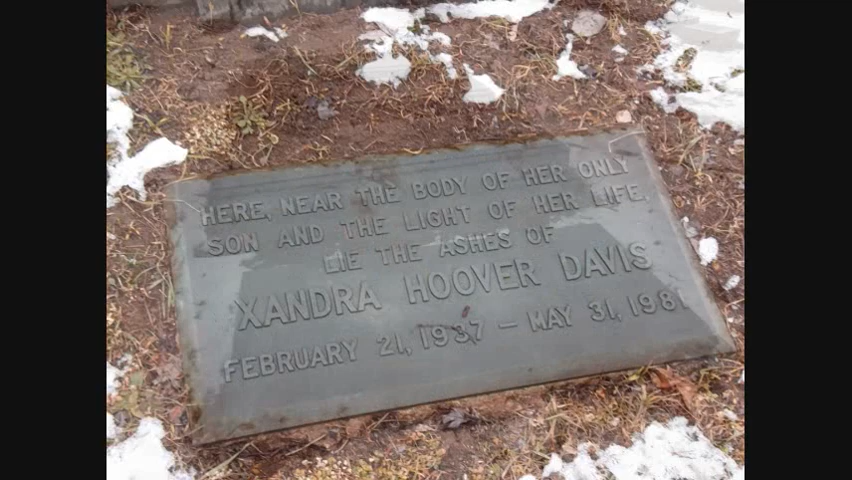 HERE, NEAR THE BODY OF HER ONLY
SON AND THE LIGHT OF HER LIFE,
LIE THE ASHES OF
XANDRA HOOVER DAVIS
FEBRUARY 21, 1937 – MAY 31, 1981